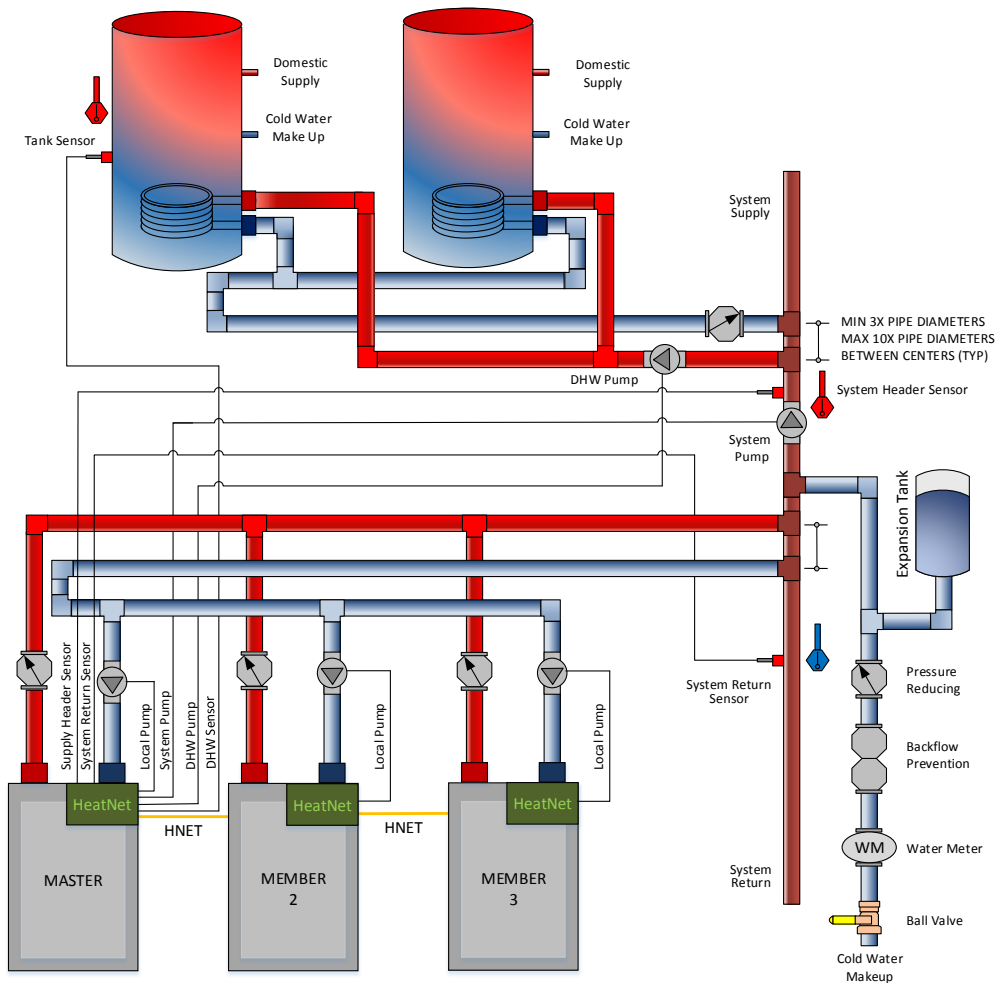 Domestic
Supply
Cold Water
Make Up
Tank Sensor
Domestic
Supply
Cold Water
Make Up
System
Supply
MIN 3X PIPE DIAMETERS
MAX 10X PIPE DIAMETERS
BETWEEN CENTERS (TYP)
DHW Pump
System Header Sensor
System
Pump
Expansion Tank
Supply Header Sensor
System Return Sensor
Local Pump
System Pump
DHW Pump
DHW Sensor
Local Pump
Local Pump
System Return
Sensor
Pressure
Reducing
Backflow
Prevention
HeatNet
HeatNet
HeatNet
HNET
HNET
MASTER
MEMBER
2
MEMBER
3
System
Return
WM
Water Meter
Ball Valve
Cold Water
Makeup